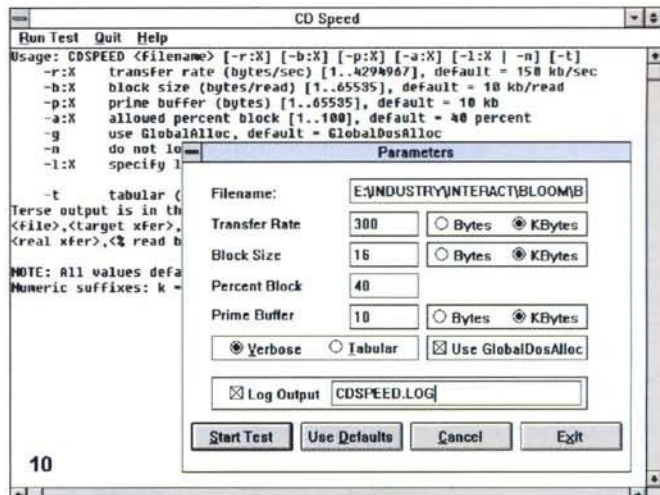 CD Speed
Run Test Quit Help
Usage: CDSPEED <filename> [-r:X] [-b:X] [-p:X] [-a:X] [-l:X | -n] [-t]
-r:X transfer rate (bytes/sec) [1..4294967], default = 150 kb/sec
-b:X block size (bytes/read) [1..65535], default = 10 kb/read
-p:X prime buffer (bytes) [1..65535], default = 10 kb
-a:X allowed percent block [1..100], default = 40 percent
-g use GlobalAlloc, default = GlobalDosAlloc
-n do not lo
-l:X specify l
-t tabular (
Terse output is in th
<file>,<target xfer>,
<real xfer>,<% read b
NOTE: All values defa
Numeric suffixes: k =
Parameters
Filename: E:\INDUSTRY\INTERACT\BLOOM\B
Transfer Rate 300 Bytes KBytes
Block Size 16 Bytes KBytes
Percent Block 40
Prime Buffer 10 Bytes KBytes
Verbose Tabular Use GlobalDosAlloc
Log Output CDSPEED.LOG
Start Test Use Defaults Cancel Exit
10